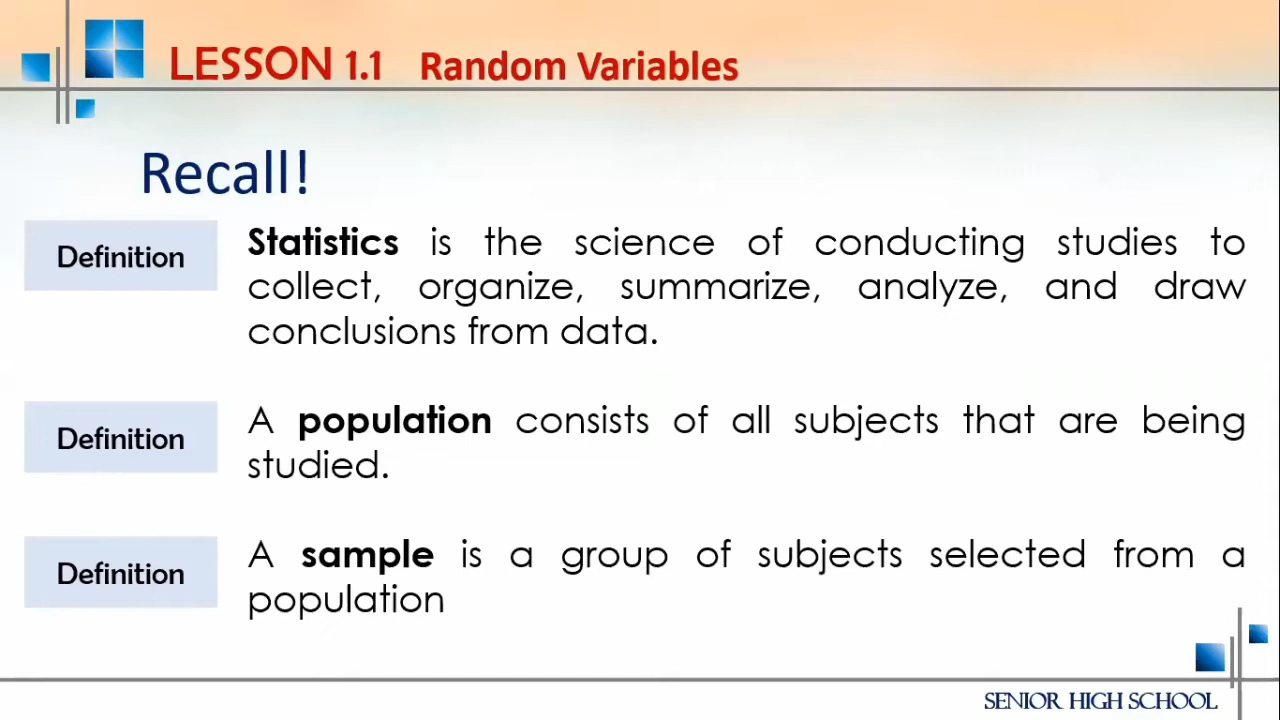 LESSON 1.1 Random Variables
Recall!
Definition
Statistics is the science of conducting studies to
collect, organize, summarize, analyze, and draw
conclusions from data.
Definition
A population consists of all subjects that are being
studied.
Definition
A sample is a group of subjects selected from a
population
SENIOR HIGH SCHOOL